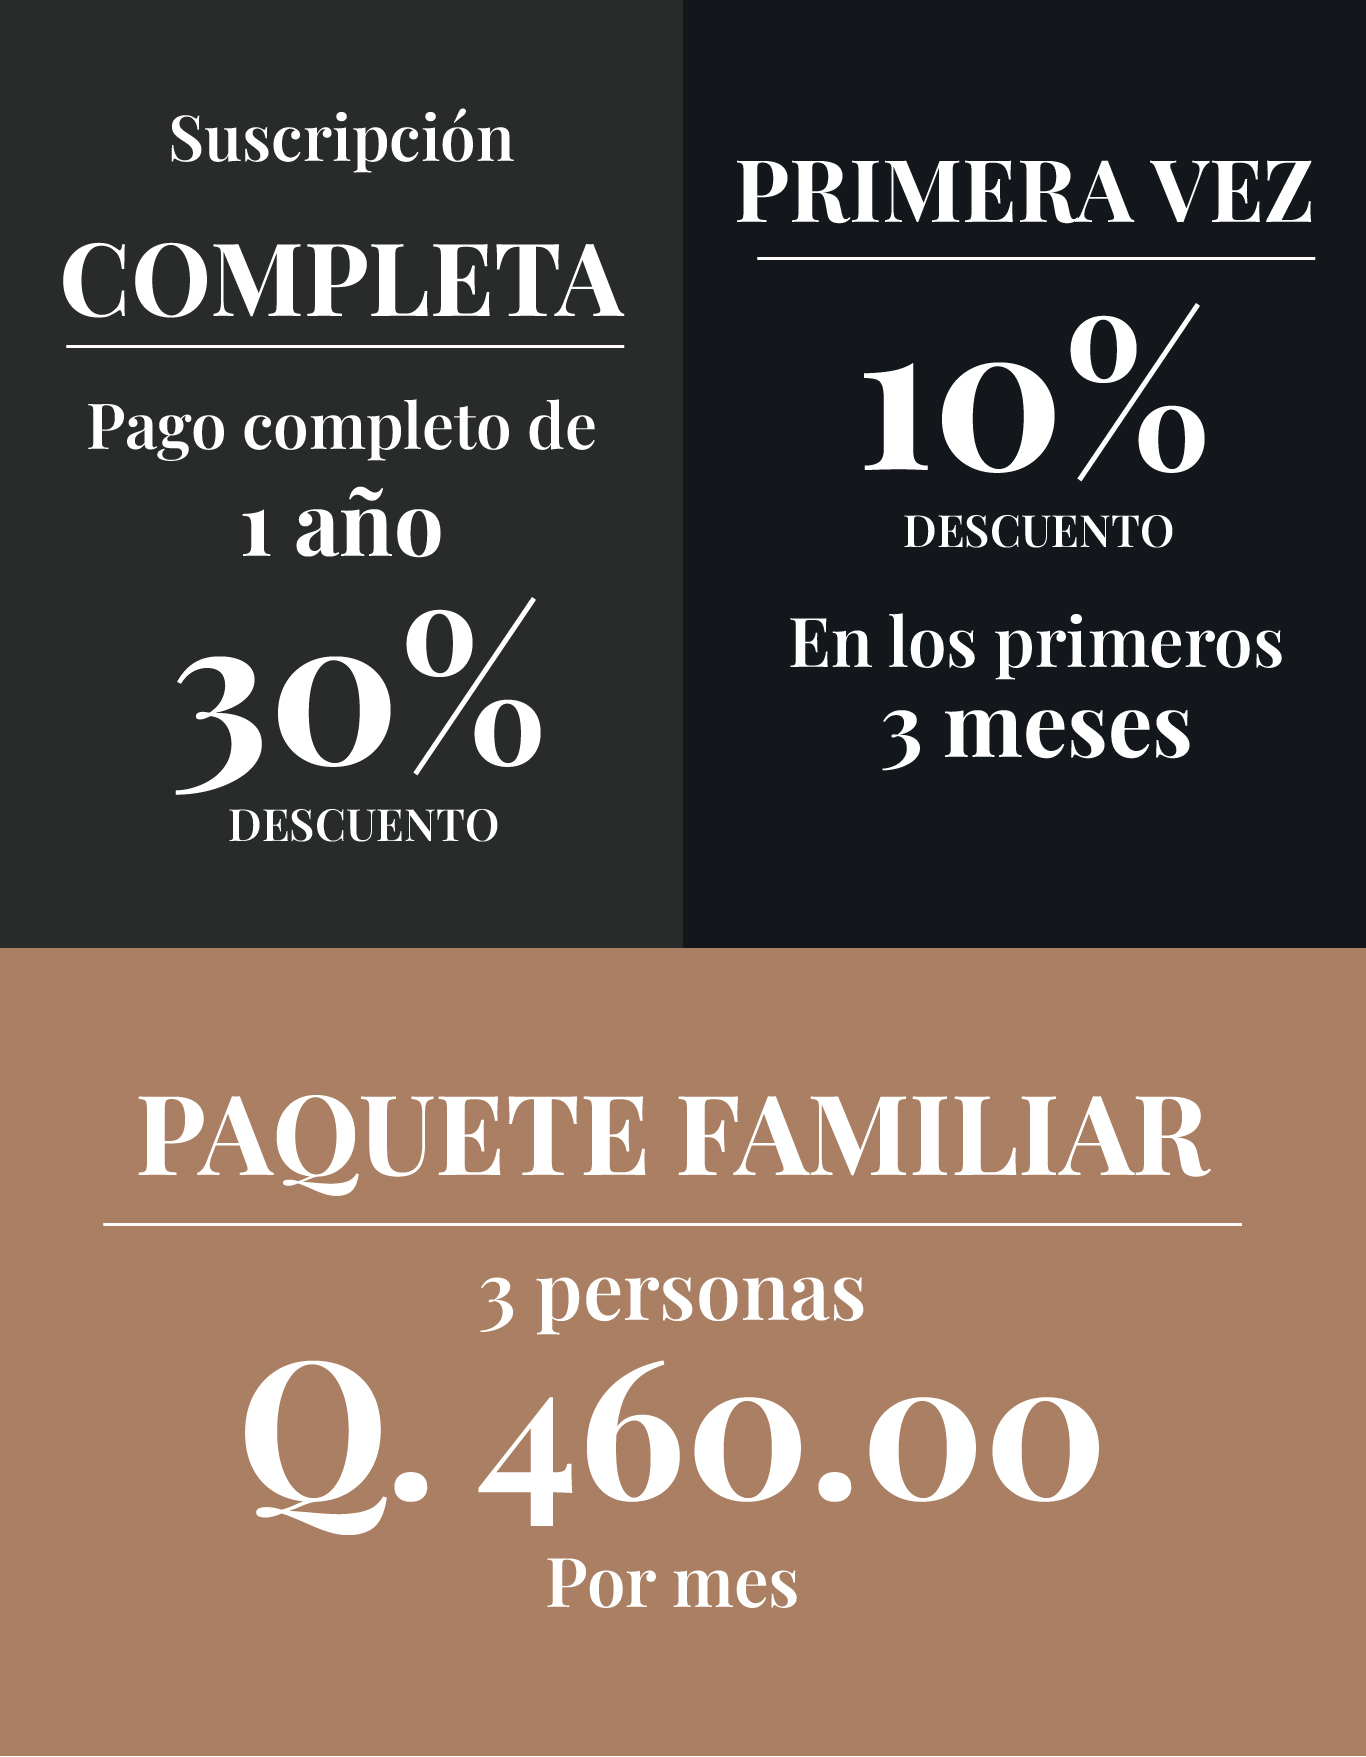 Suscripción
COMPLETA
Pago completo de
1 año
30%
DESCUENTO
PRIMERA VEZ
10%
DESCUENTO
En los primeros
3 meses
PAQUETE FAMILIAR
3 personas
Q. 460.00
Por mes